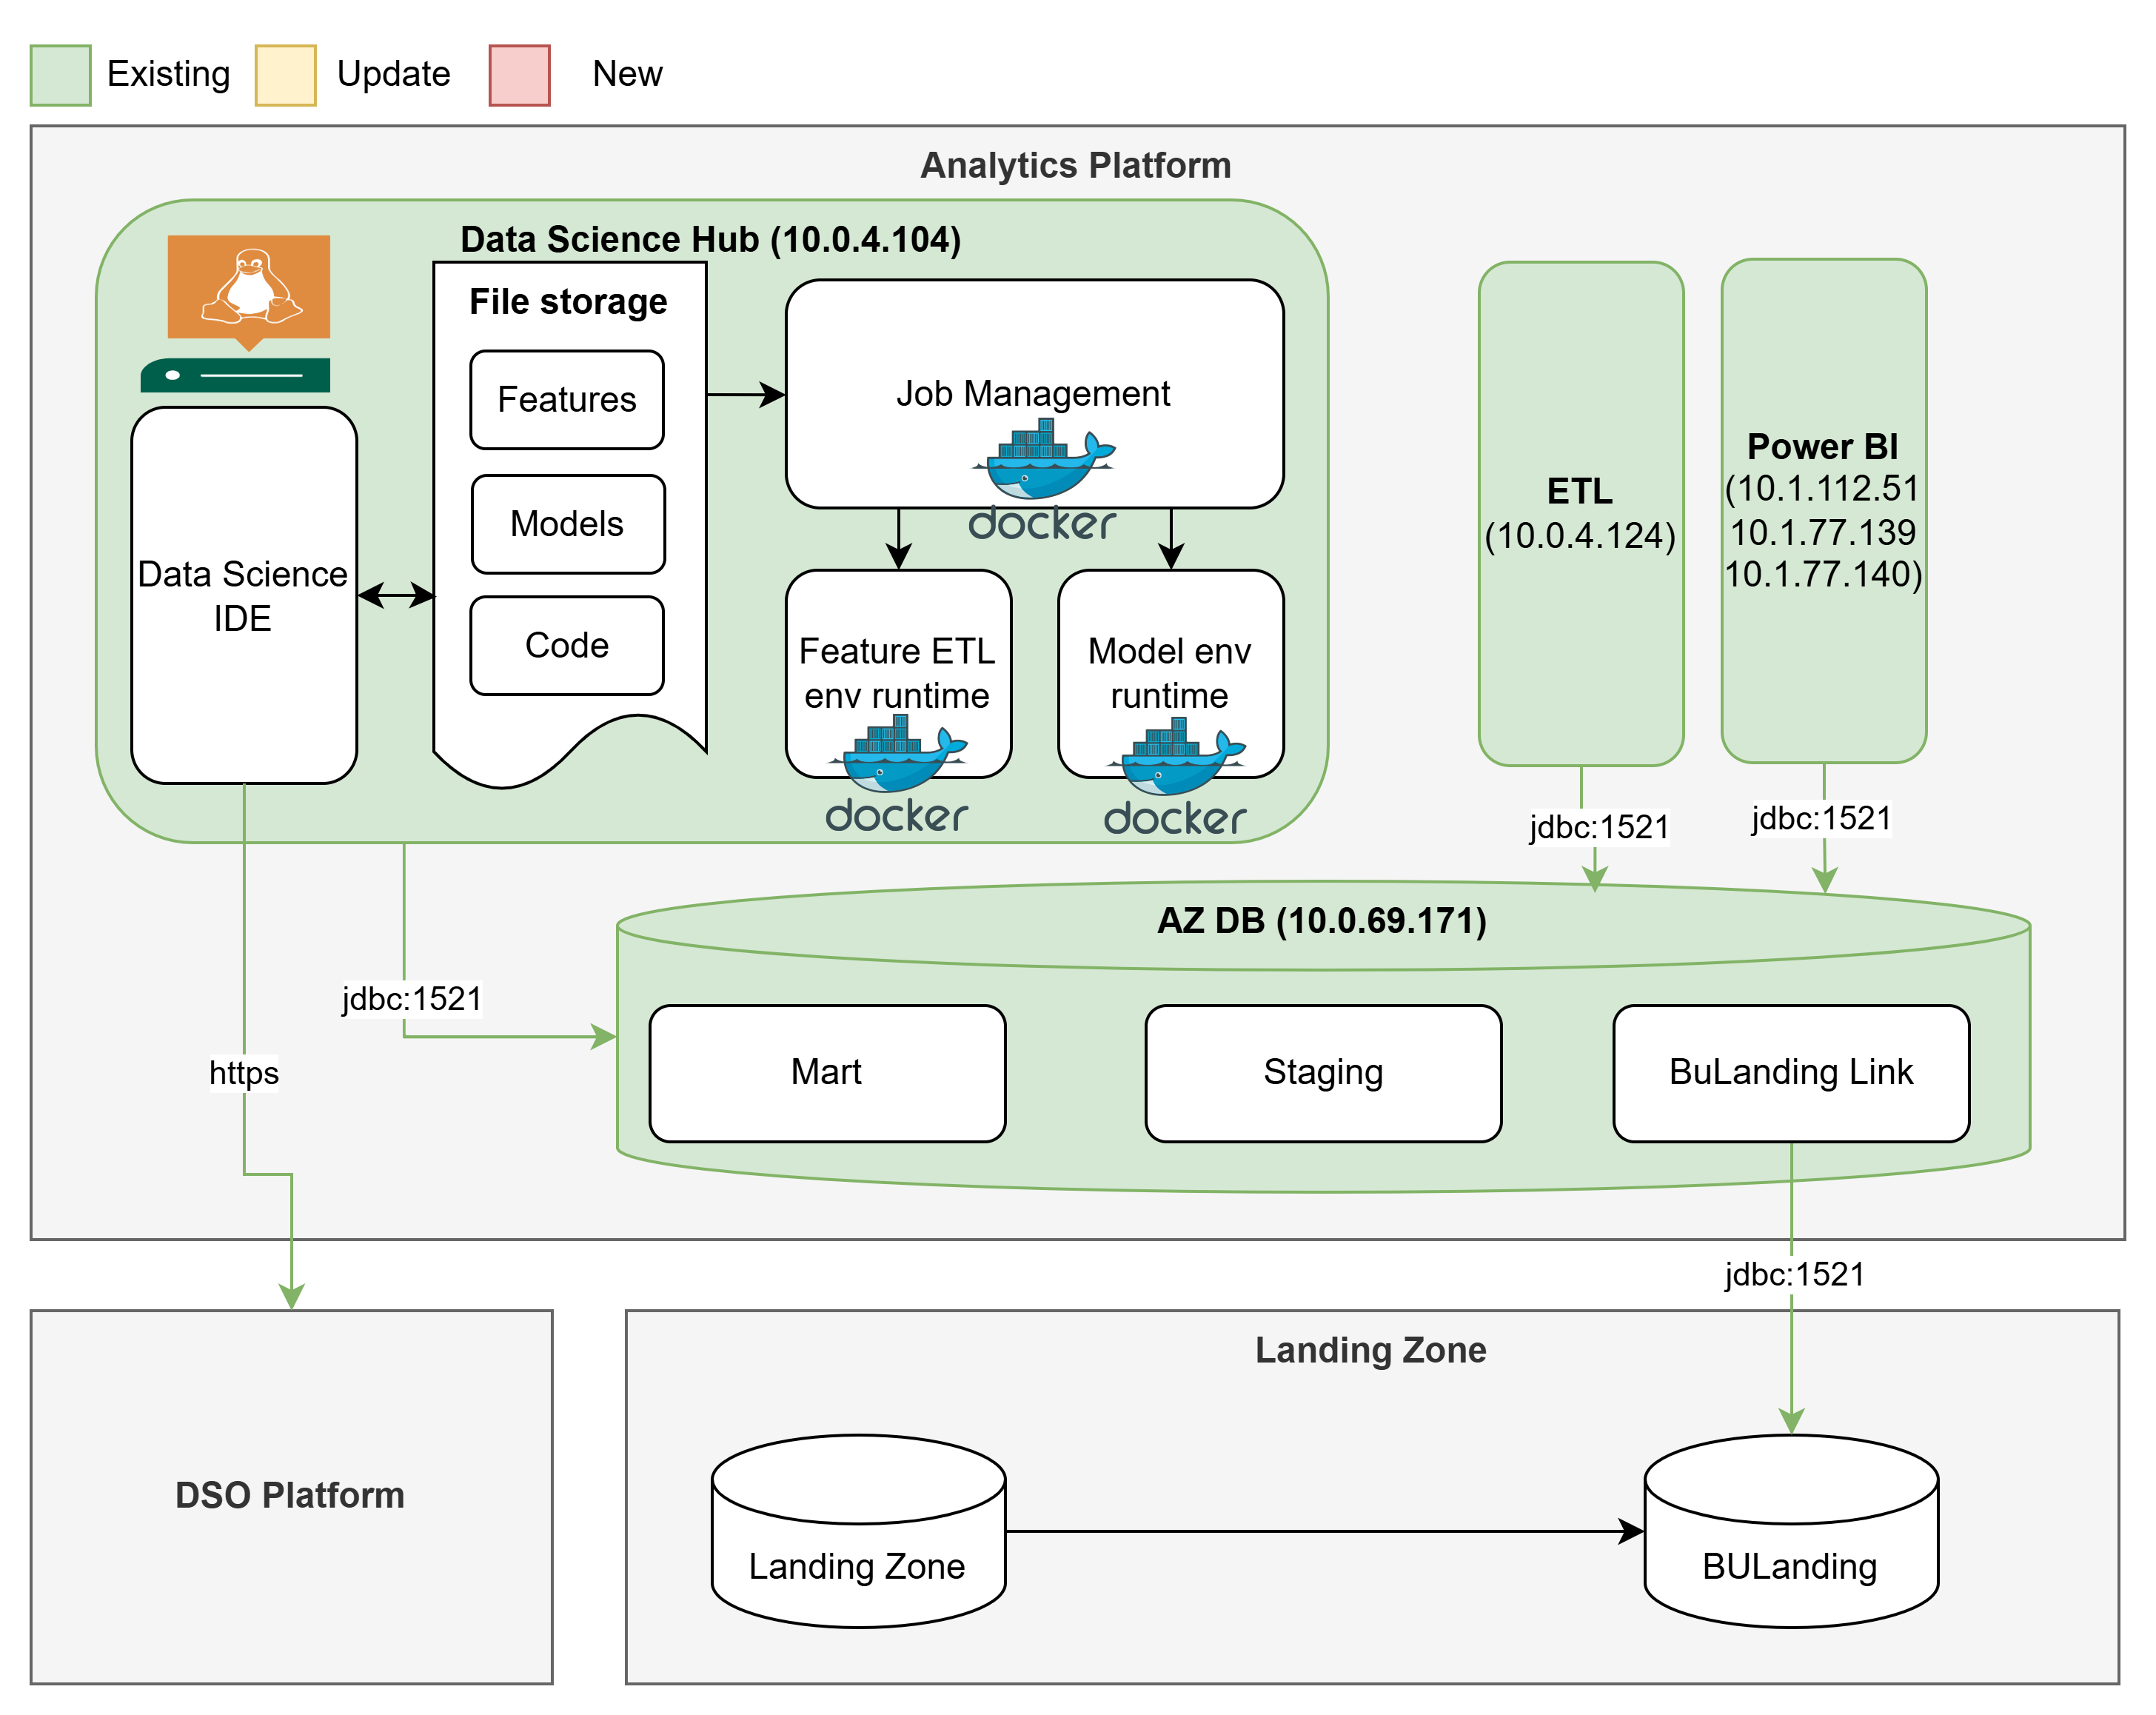 Existing
Update
New
Analytics Platform
Data Science Hub (10.0.4.104)
File storage
Features
Models
Code
Data Science
IDE
Job Management
docker
Feature ETL
env runtime
docker
Model env
runtime
docker
ETL
(10.0.4.124)
Power BI
(10.1.112.51
10.1.77.139
10.1.77.140)
jdbc:1521
jdbc:1521
AZ DB (10.0.69.171)
jdbc:1521
https
Mart
Staging
BuLanding Link
jdbc:1521
DSO Platform
Landing Zone
Landing Zone
BULanding